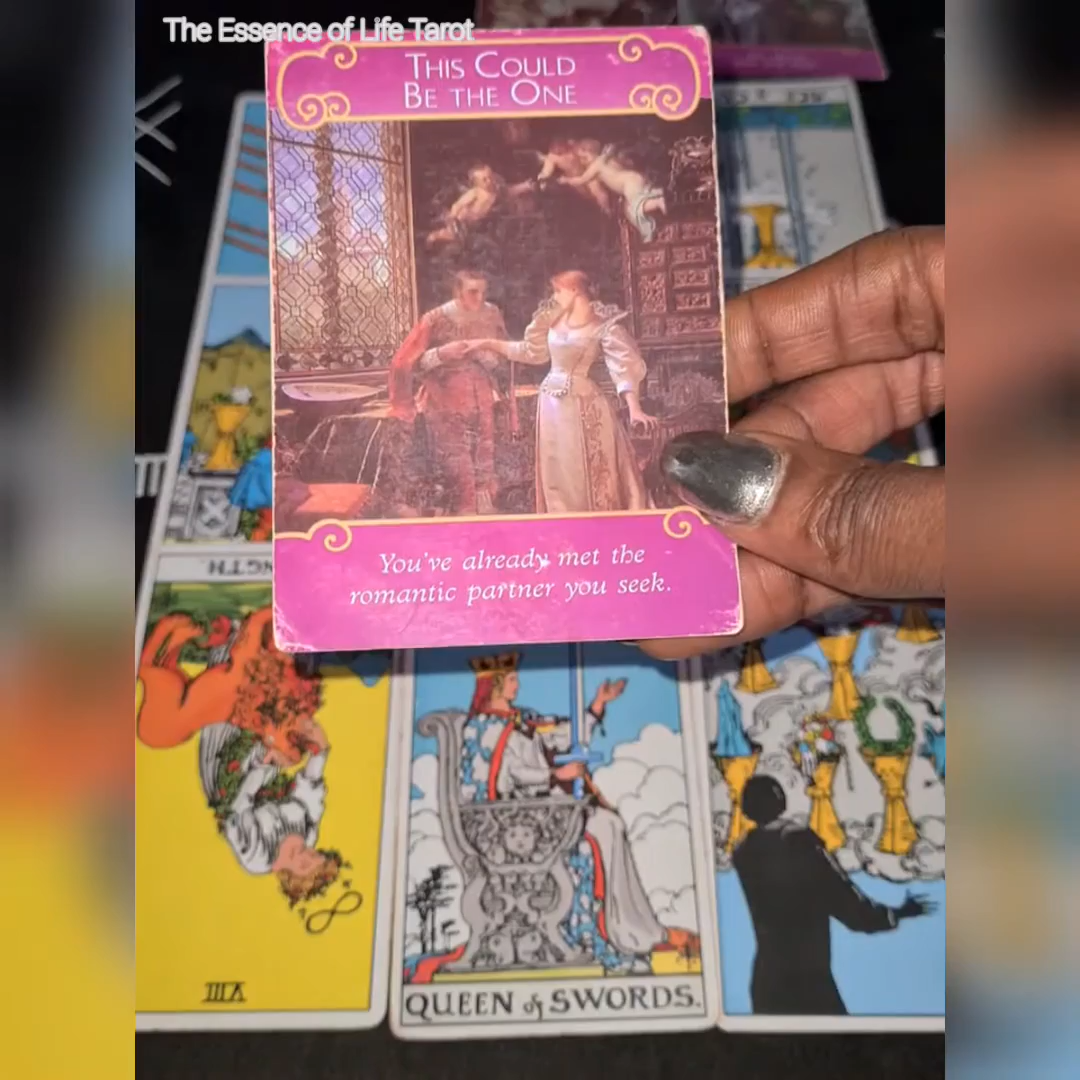 The Essence of Life Tarot
THIS COULD
BE THE ONE
You've already met the
romantic partner you seek.
VIII
QUEEN of SWORDS.